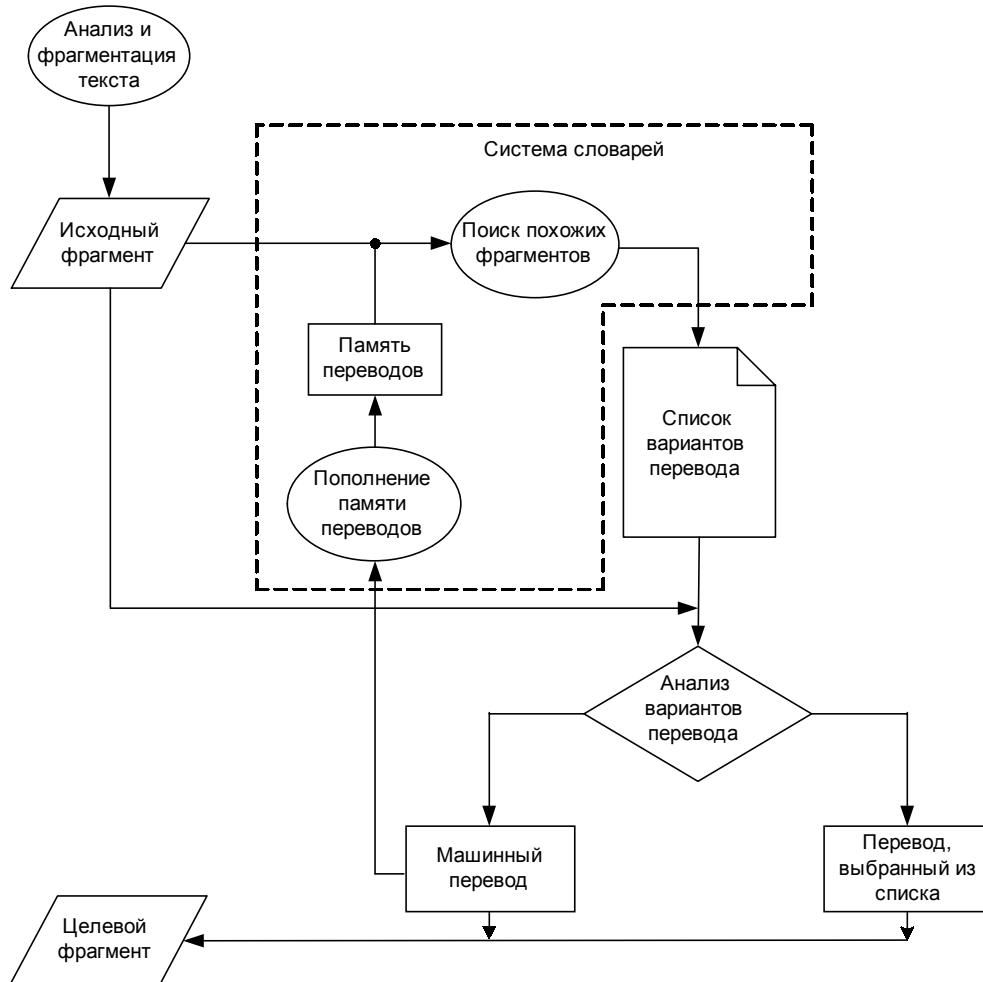 Анализ и
фрагментация
текста
Система словарей
Исходный
фрагмент
Поиск похожих
фрагментов
Память
переводов
Список
вариантов
перевода
Пополнение
памяти
переводов
Анализ
вариантов
перевода
Машинный
перевод
Перевод,
выбранный из
списка
Целевой
фрагмент